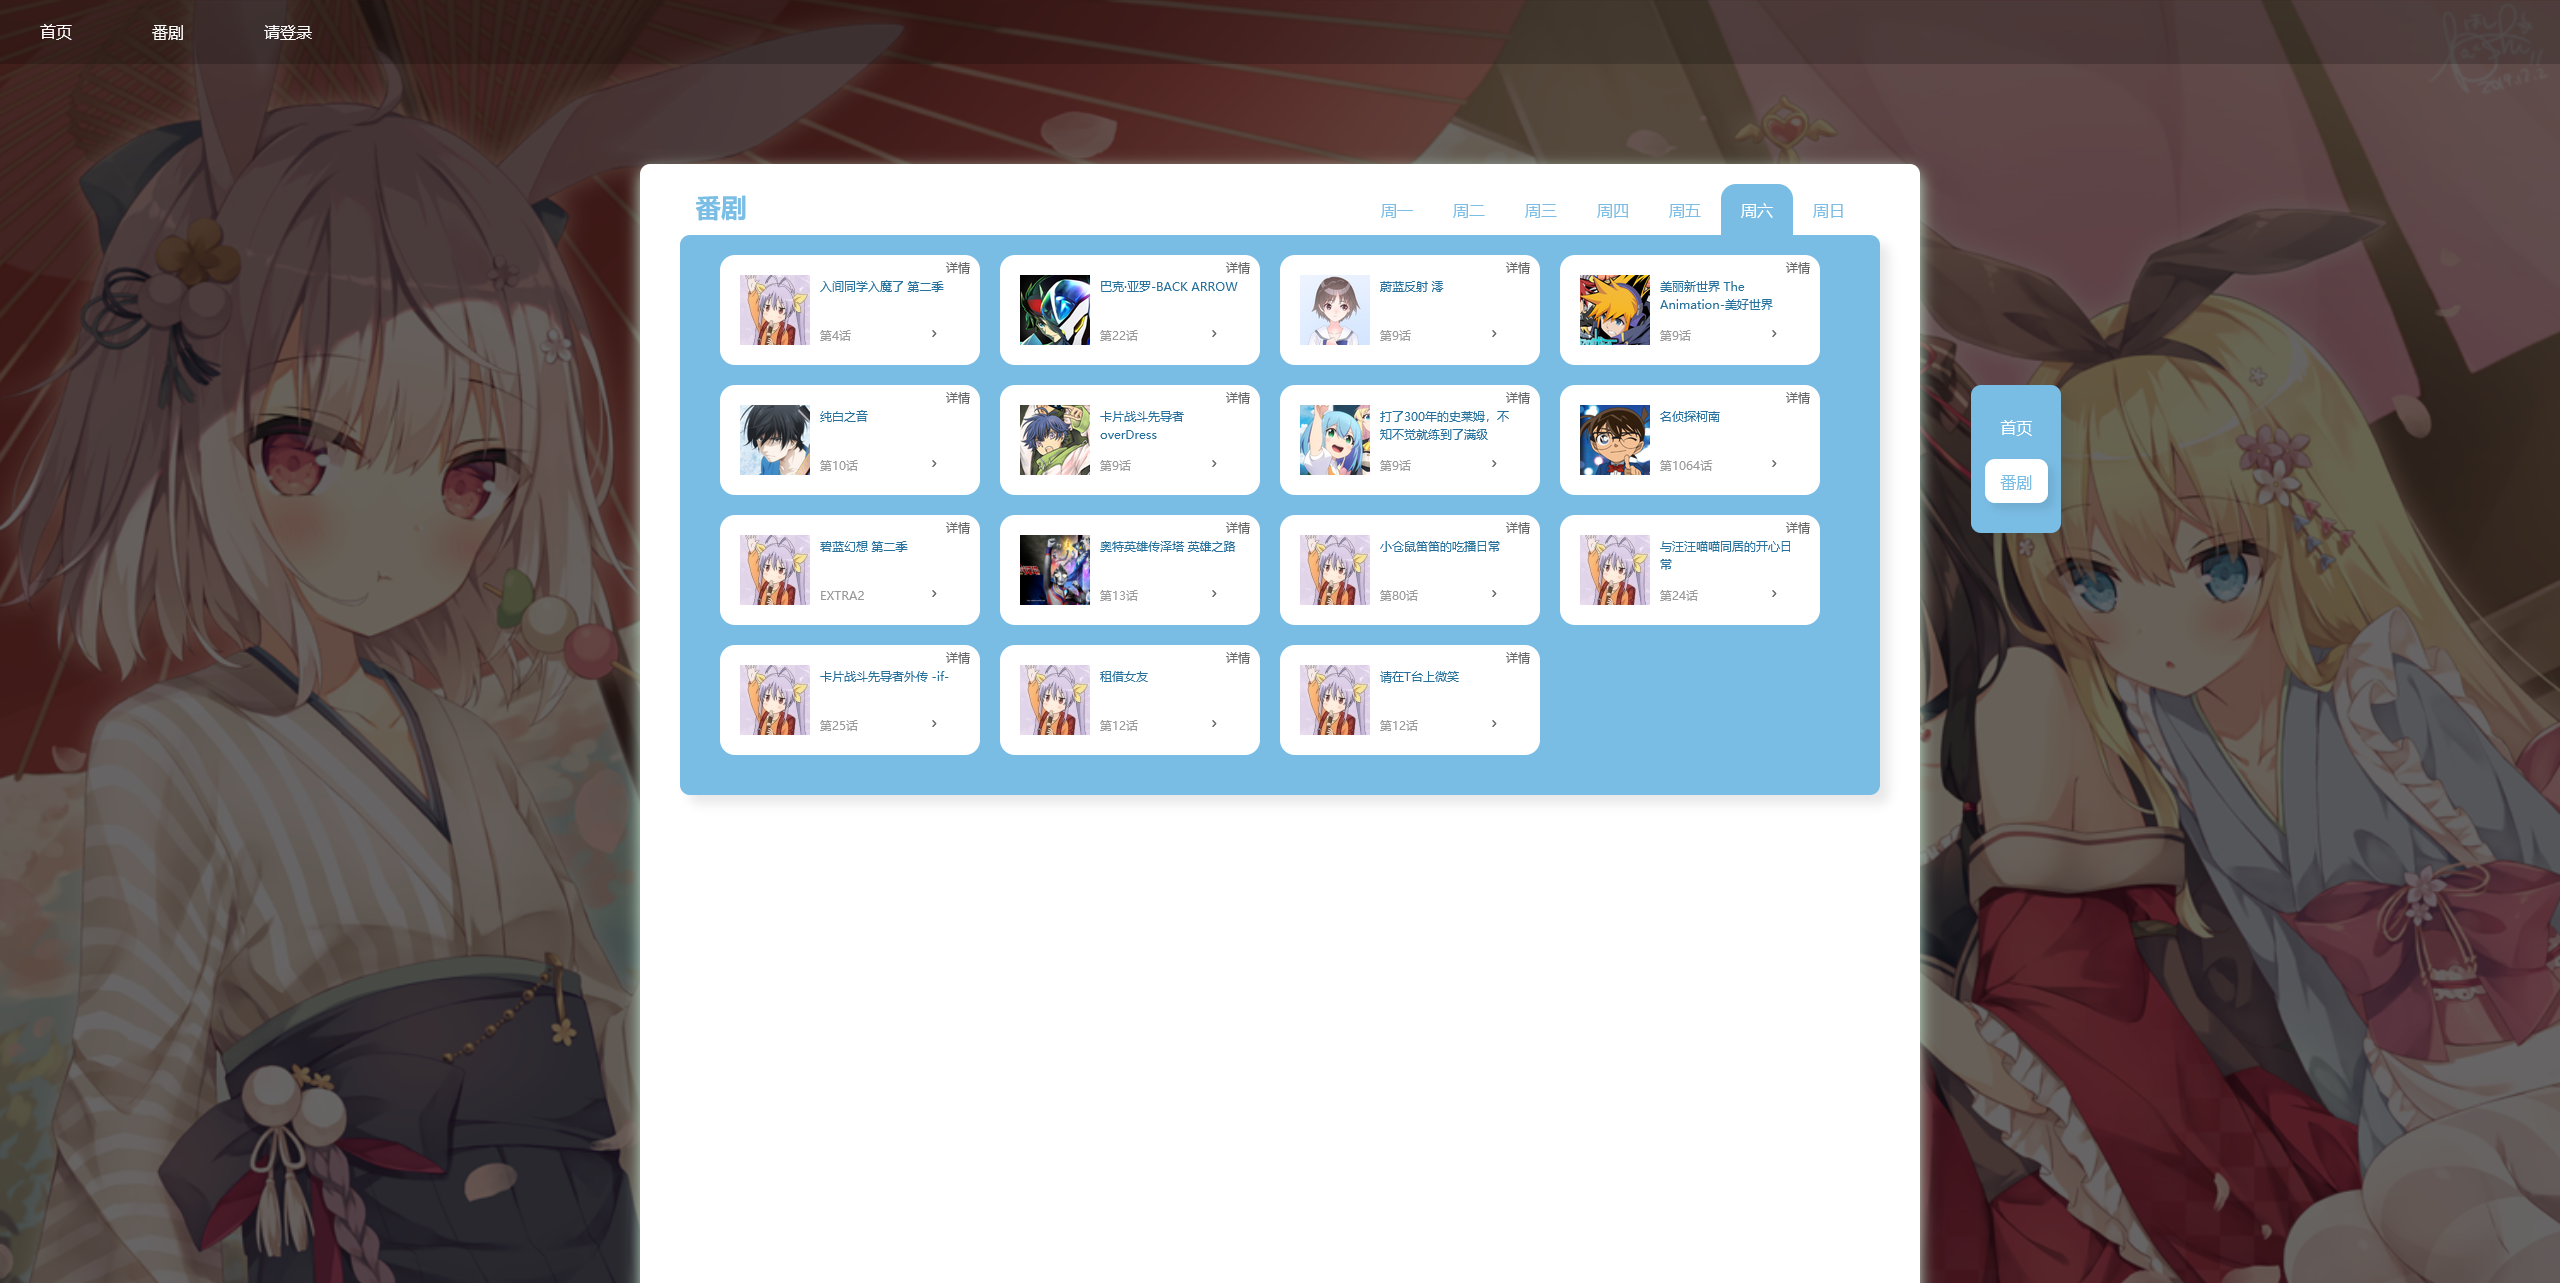 首页
番剧
请登录
番剧
周一
周二
周三
周四
周五
周六
周日
详情
入间同学入魔了 第二季
第4话
详情
巴克·亚罗-BACK ARROW
第22话
详情
蔚蓝反射 澪
第9话
详情
美丽新世界 The
Animation-美好世界
第9话
详情
纯白之音
第10话
详情
卡片战斗先导者
overDress
第9话
详情
打了300年的史莱姆，不
知不觉就练到了满级
第9话
详情
名侦探柯南
第1064话
详情
碧蓝幻想 第二季
EXTRA2
详情
奥特英雄传泽塔 英雄之路
第13话
详情
小仓鼠笛笛的吃播日常
第80话
详情
与汪汪喵喵同居的开心日
常
第24话
详情
卡片战斗先导者外传 -if-
第25话
详情
租借女友
第12话
详情
请在T台上微笑
第12话
首页
番剧